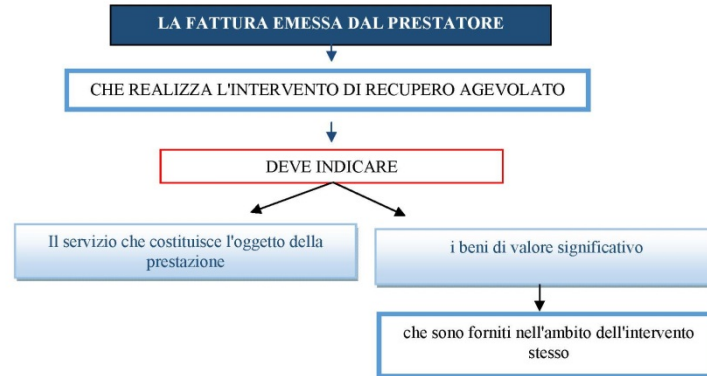 LA FATTURA EMESSA DAL PRESTATORE
CHE REALIZZA L'INTERVENTO DI RECUPERO AGEVOLATO
DEVE INDICARE
Il servizio che costituisce l'oggetto della
prestazione
i beni di valore significativo
che sono forniti nell'ambito dell'intervento
stesso